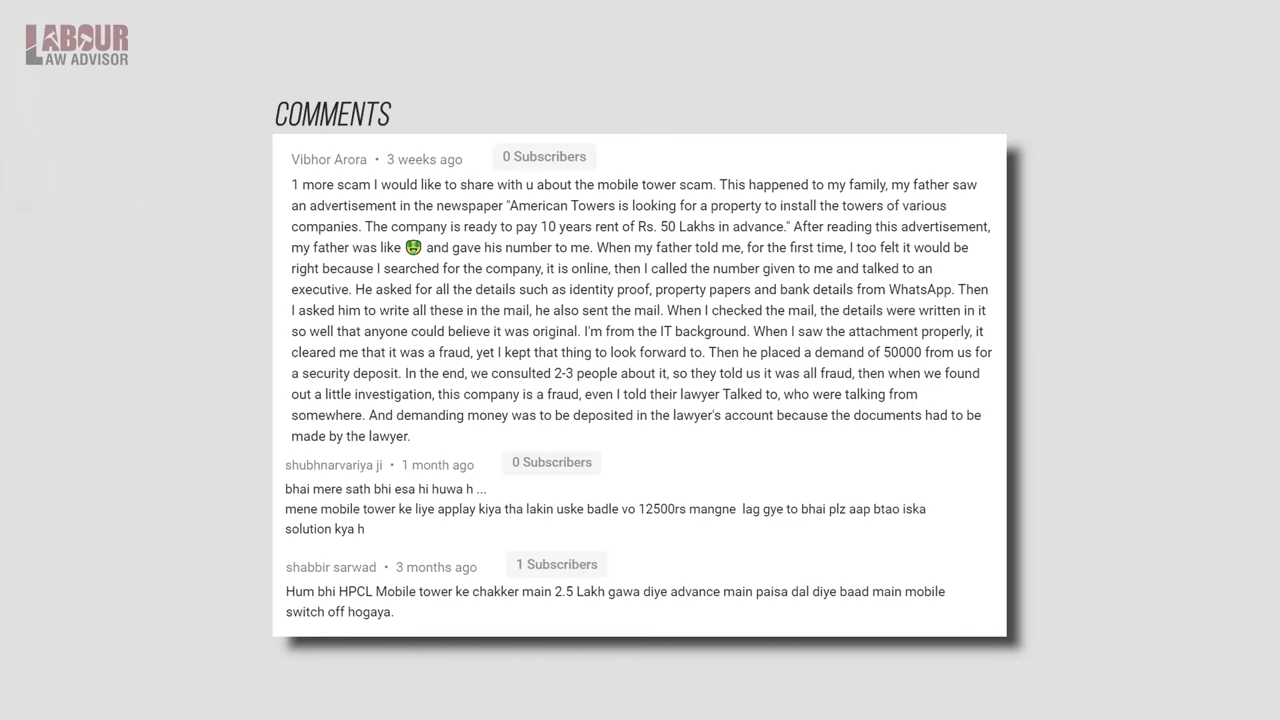 LABOUR
LAW ADVISOR
COMMENTS
Vibhor Arora • 3 weeks ago 0 Subscribers
1 more scam I would like to share with u about the mobile tower scam. This happened to my family, my father saw
an advertisement in the newspaper "American Towers is looking for a property to install the towers of various
companies. The company is ready to pay 10 years rent of Rs. 50 Lakhs in advance." After reading this advertisement,
my father was like 🤑 and gave his number to me. When my father told me, for the first time, I too felt it would be
right because I searched for the company, it is online, then I called the number given to me and talked to an
executive. He asked for all the details such as identity proof, property papers and bank details from WhatsApp. Then
I asked him to write all these in the mail, he also sent the mail. When I checked the mail, the details were written in it
so well that anyone could believe it was original. I'm from the IT background. When I saw the attachment properly, it
cleared me that it was a fraud, yet I kept that thing to look forward to. Then he placed a demand of 50000 from us for
a security deposit. In the end, we consulted 2-3 people about it, so they told us it was all fraud, then when we found
out a little investigation, this company is a fraud, even I told their lawyer Talked to, who were talking from
somewhere. And demanding money was to be deposited in the lawyer's account because the documents had to be
made by the lawyer.
shubhnarvariya ji • 1 month ago 0 Subscribers
bhai mere sath bhi esa hi huwa h ...
mene mobile tower ke liye applay kiya tha lakin uske badle vo 12500rs mangne lag gye to bhai plz aap btao iska
solution kya h
shabbir sarwad • 3 months ago 1 Subscribers
Hum bhi HPCL Mobile tower ke chakker main 2.5 Lakh gawa diye advance main paisa dal diye baad main mobile
switch off hogaya.